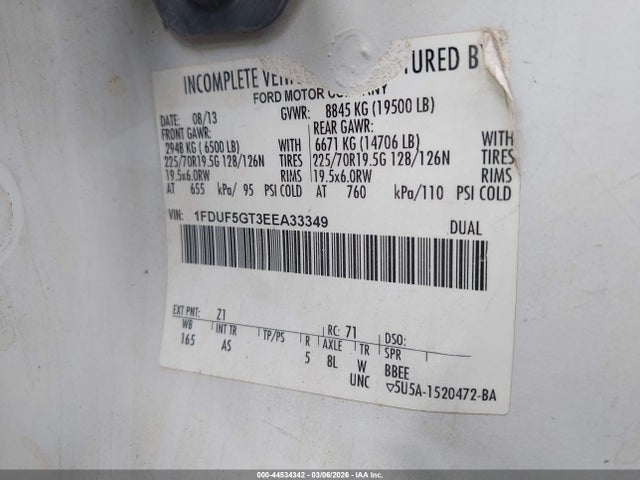 INCOMPLETE TURED BY
FORD MOTOR COMPANY
DATE: 08/13 GVWR: 8845 KG (19500 LB)
FRONT GAWR: REAR GAWR:
2948 KG ( 6500 LB) WITH 6671 KG (14706 LB) WITH
225/70R19.5G 128/126N TIRES 225/70R19.5G 128/126N TIRES
19.5x6.0RW RIMS 19.5x6.0RW RIMS
AT 655 kPa/ 95 PSI COLD AT 760 kPa/110 PSI COLD
VIN: 1FDUF5GT3EEA33349 DUAL
EXT PNT: Z1 RC: 71 DSO:
WB INT TR TP/PS R AXLE TR SPR
165 AS 5 8L W BBEE
UNC ▽5U5A-1520472-BA
000-44534342 - 03/06/2026 - IAA Inc.